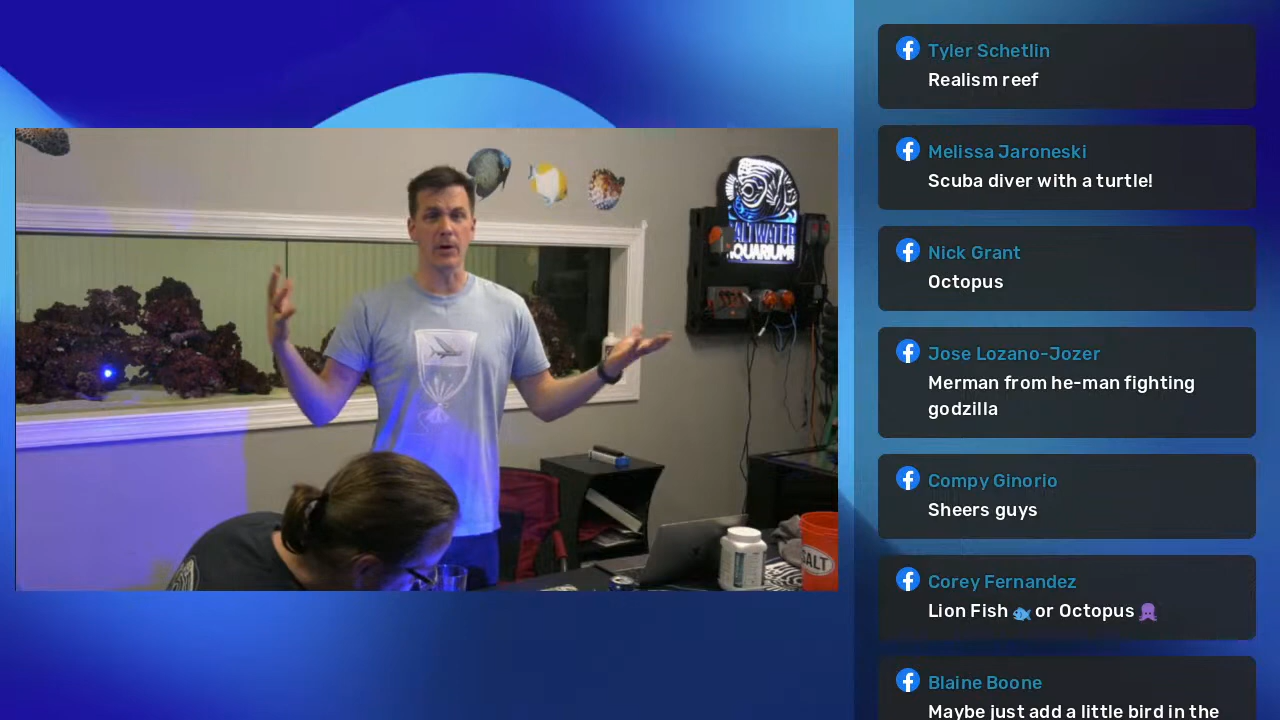 SALTWATER
AQUARIUMS
SALT
Tyler Schetlin
Realism reef
Melissa Jaroneski
Scuba diver with a turtle!
Nick Grant
Octopus
Jose Lozano-Jozer
Merman from he-man fighting
godzilla
Compy Ginorio
Sheers guys
Corey Fernandez
Lion Fish 🐟 or Octopus 🐙
Blaine Boone
Maybe just add a little bird in the